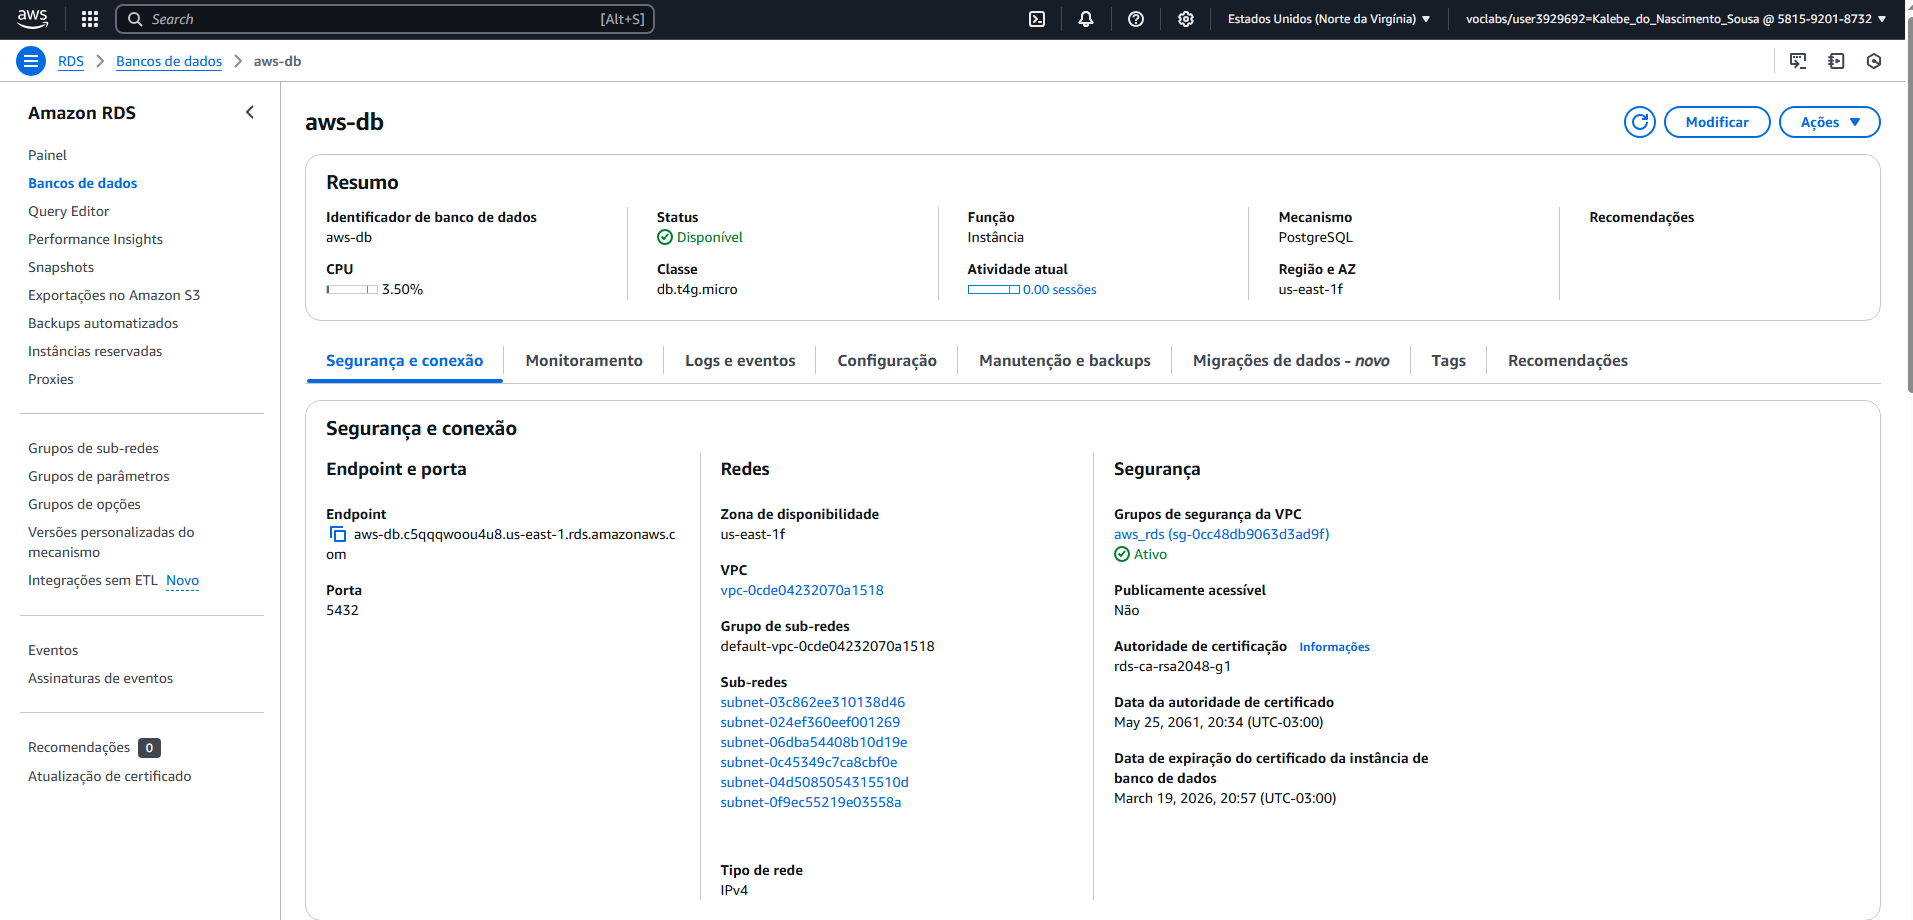 aws
Search
[Alt+S]
Estados Unidos (Norte da Virgínia)
voclabs/user3929692=Kalebe_do_Nascimento_Sousa @ 5815-9201-8732
RDS
Bancos de dados
aws-db
Amazon RDS
Painel
Bancos de dados
Query Editor
Performance Insights
Snapshots
Exportações no Amazon S3
Backups automatizados
Instâncias reservadas
Proxies
Grupos de sub-redes
Grupos de parâmetros
Grupos de opções
Versões personalizadas do
mecanismo
Integrações sem ETL Novo
Eventos
Assinaturas de eventos
Recomendações 0
Atualização de certificado
aws-db
Modificar
Ações
Resumo
Identificador de banco de dados
aws-db
CPU
3.50%
Status
Disponível
Classe
db.t4g.micro
Função
Instância
Atividade atual
0.00 sessões
Mecanismo
PostgreSQL
Região e AZ
us-east-1f
Recomendações
Segurança e conexão
Monitoramento
Logs e eventos
Configuração
Manutenção e backups
Migrações de dados - novo
Tags
Recomendações
Segurança e conexão
Endpoint e porta
Endpoint
aws-db.c5qqqwoou4u8.us-east-1.rds.amazonaws.c
om
Porta
5432
Redes
Zona de disponibilidade
us-east-1f
VPC
vpc-0cde04232070a1518
Grupo de sub-redes
default-vpc-0cde04232070a1518
Sub-redes
subnet-03c862ee310138d46
subnet-024ef360eef001269
subnet-06dba54408b10d19e
subnet-0c45349c7ca8cbf0e
subnet-04d5085054315510d
subnet-0f9ec55219e03558a
Tipo de rede
IPv4
Segurança
Grupos de segurança da VPC
aws_rds (sg-0cc48db9063d3ad9f)
Ativo
Publicamente acessível
Não
Autoridade de certificação Informações
rds-ca-rsa2048-g1
Data da autoridade de certificado
May 25, 2061, 20:34 (UTC-03:00)
Data de expiração do certificado da instância de
banco de dados
March 19, 2026, 20:57 (UTC-03:00)